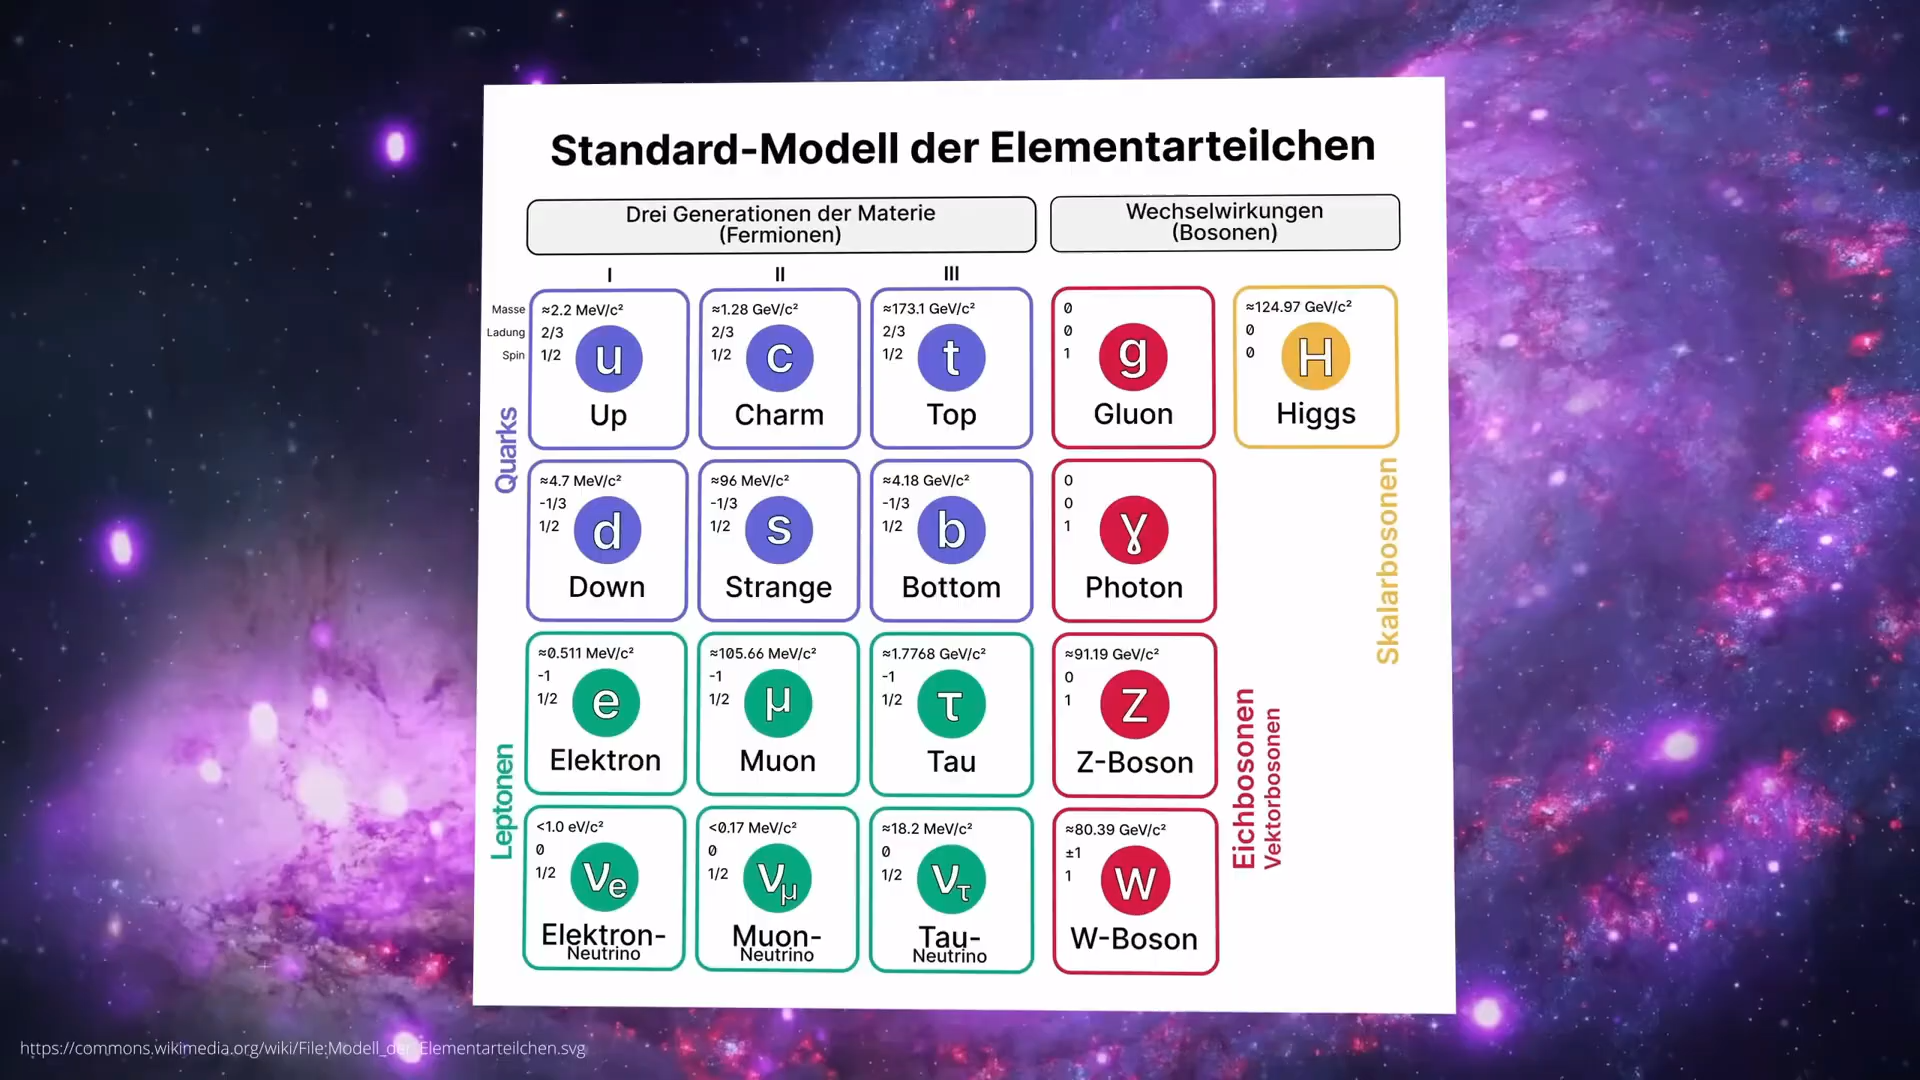 Standard-Modell der Elementarteilchen
Drei Generationen der Materie
(Fermionen)
Wechselwirkungen
(Bosonen)
I
II
III
Masse
Ladung
Spin
Quarks
≈2.2 MeV/c²
2/3
1/2
u
Up
≈1.28 GeV/c²
2/3
1/2
c
Charm
≈173.1 GeV/c²
2/3
1/2
t
Top
0
0
1
g
Gluon
≈124.97 GeV/c²
0
0
H
Higgs
≈4.7 MeV/c²
-1/3
1/2
d
Down
≈96 MeV/c²
-1/3
1/2
s
Strange
≈4.18 GeV/c²
-1/3
1/2
b
Bottom
0
0
1
γ
Photon
Skalarbosonen
Leptonen
≈0.511 MeV/c²
-1
1/2
e
Elektron
≈105.66 MeV/c²
-1
1/2
μ
Muon
≈1.7768 GeV/c²
-1
1/2
τ
Tau
≈91.19 GeV/c²
0
1
Z
Z-Boson
Eichbosonen
Vektorbosonen
<1.0 eV/c²
0
1/2
νe
Elektron-
Neutrino
<0.17 MeV/c²
0
1/2
νμ
Muon-
Neutrino
≈18.2 MeV/c²
0
1/2
ντ
Tau-
Neutrino
≈80.39 GeV/c²
±1
1
W
W-Boson
https://commons.wikimedia.org/wiki/File:Modell_der_Elementarteilchen.svg